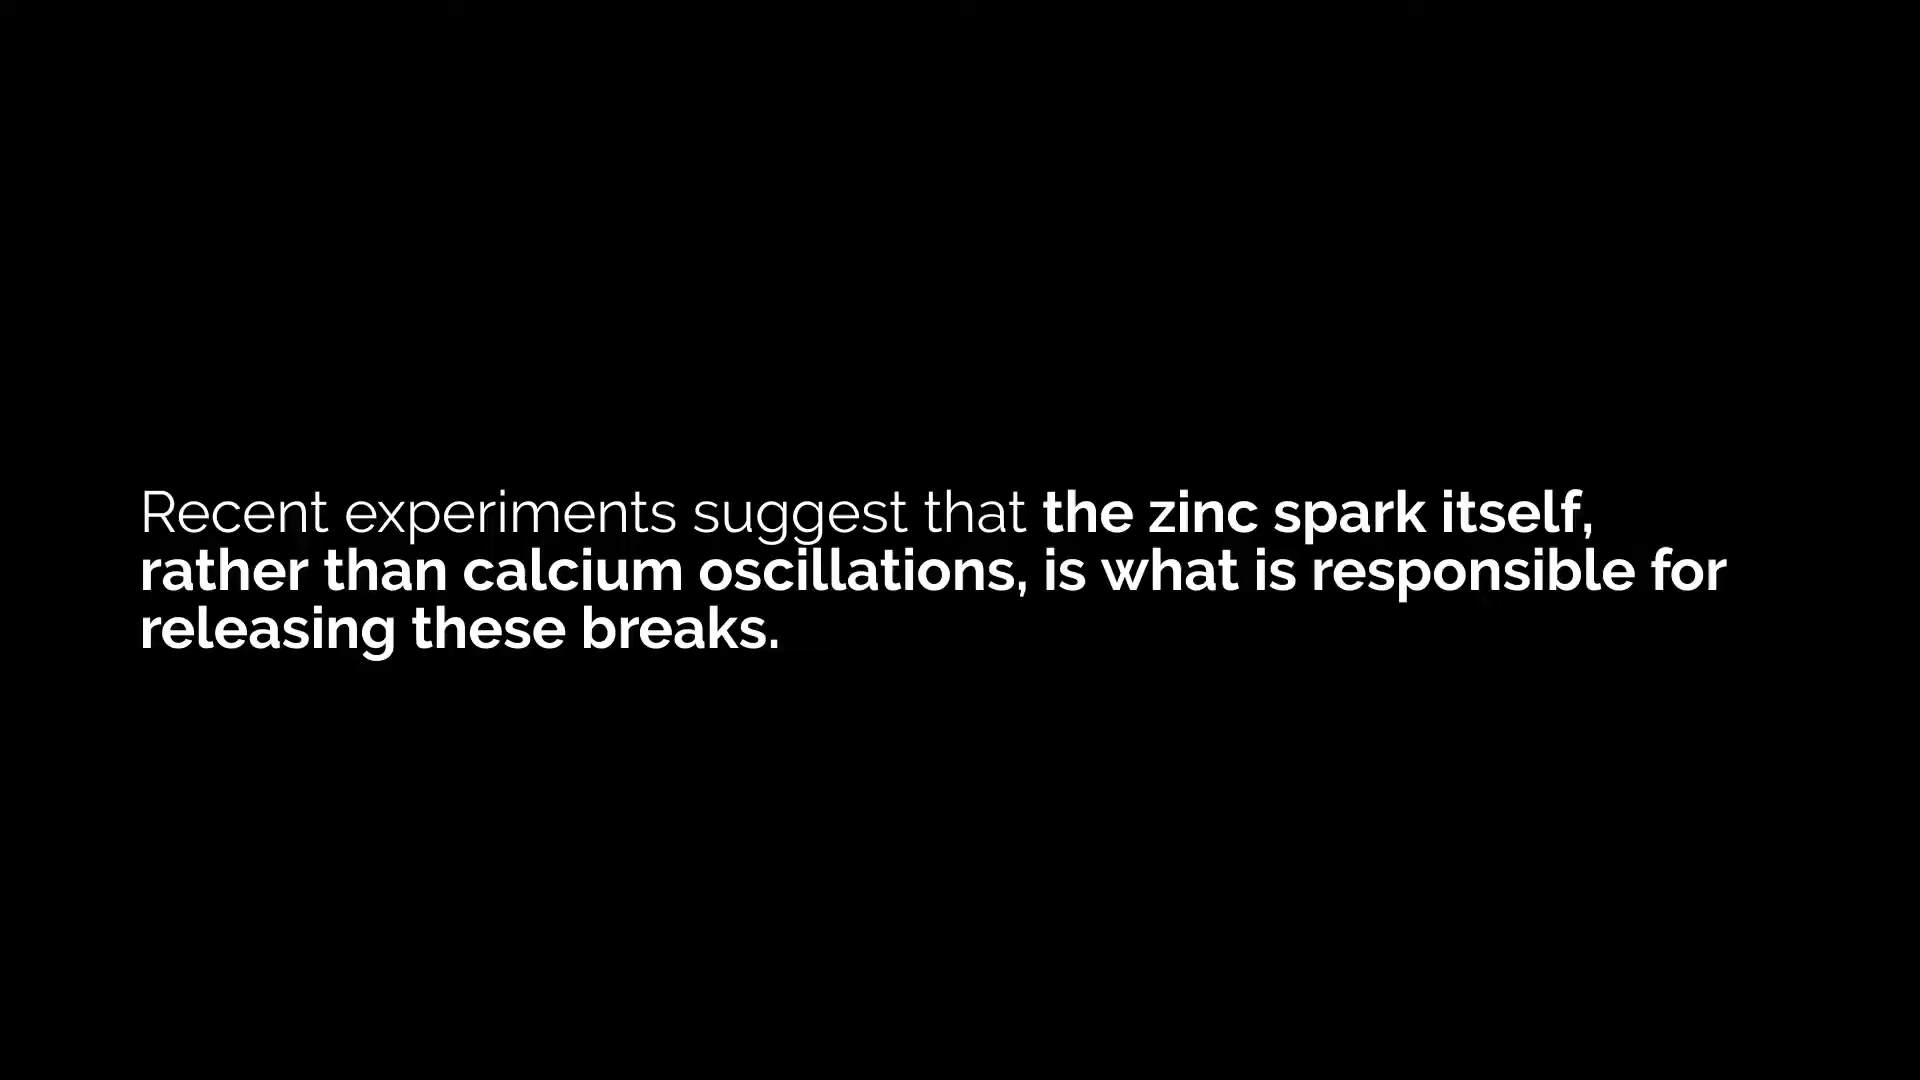 Recent experiments suggest that the zinc spark itself,
rather than calcium oscillations, is what is responsible for
releasing these breaks.